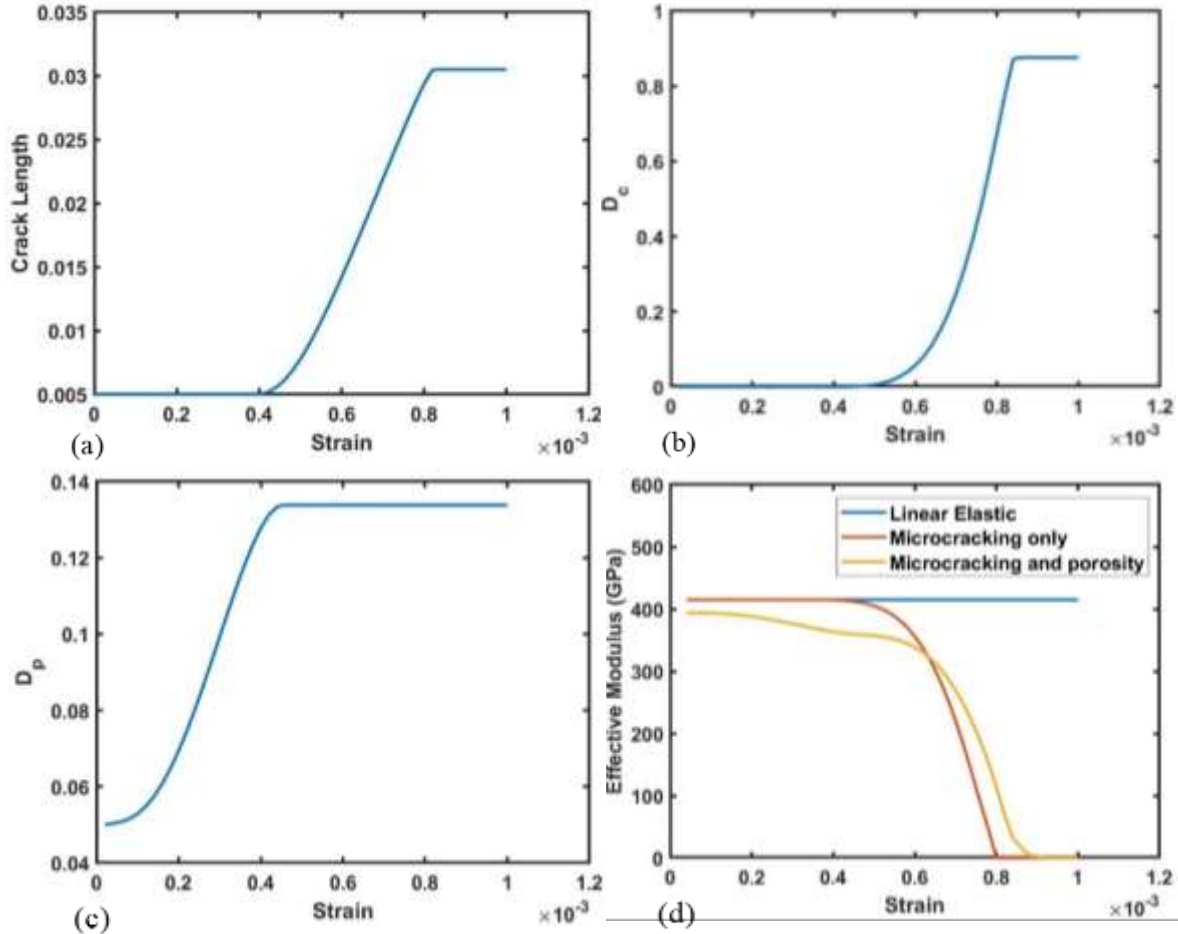 0.035
0.03
0.025
0.02
0.015
0.01
0.005
Crack Length
0 0.2 0.4 0.6 0.8 1 1.2
Strain
×10⁻³
(a)
1
0.8
0.6
0.4
0.2
0
D_c
0 0.2 0.4 0.6 0.8 1 1.2
Strain
×10⁻³
(b)
0.14
0.12
0.1
0.08
0.06
0.04
D_p
0 0.2 0.4 0.6 0.8 1 1.2
Strain
×10⁻³
(c)
600
500
400
300
200
100
0
Effective Modulus (GPa)
Linear Elastic
Microcracking only
Microcracking and porosity
0 0.2 0.4 0.6 0.8 1 1.2
Strain
×10⁻³
(d)